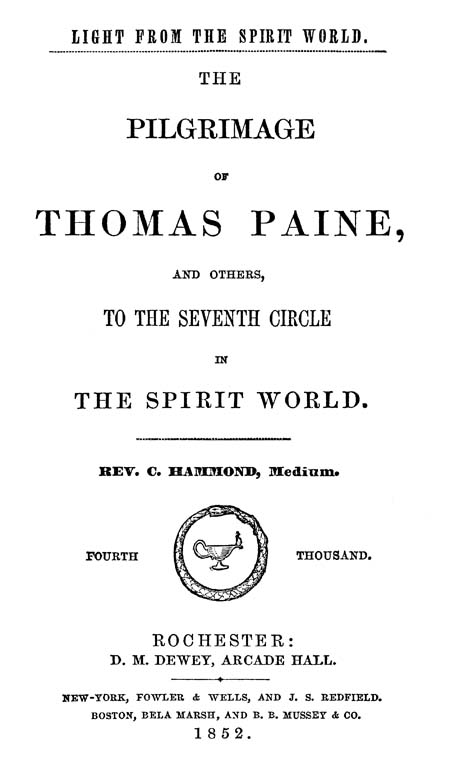 LIGHT FROM THE SPIRIT WORLD.
THE
PILGRIMAGE
OF
THOMAS PAINE,
AND OTHERS,
TO THE SEVENTH CIRCLE
IN
THE SPIRIT WORLD.
REV. C. HAMMOND, Medium.
FOURTH THOUSAND.
ROCHESTER:
D. M. DEWEY, ARCADE HALL.
NEW-YORK, FOWLER & WELLS, AND J. S. REDFIELD.
BOSTON, BELA MARSH, AND B. B. MUSSEY & CO.
1852.